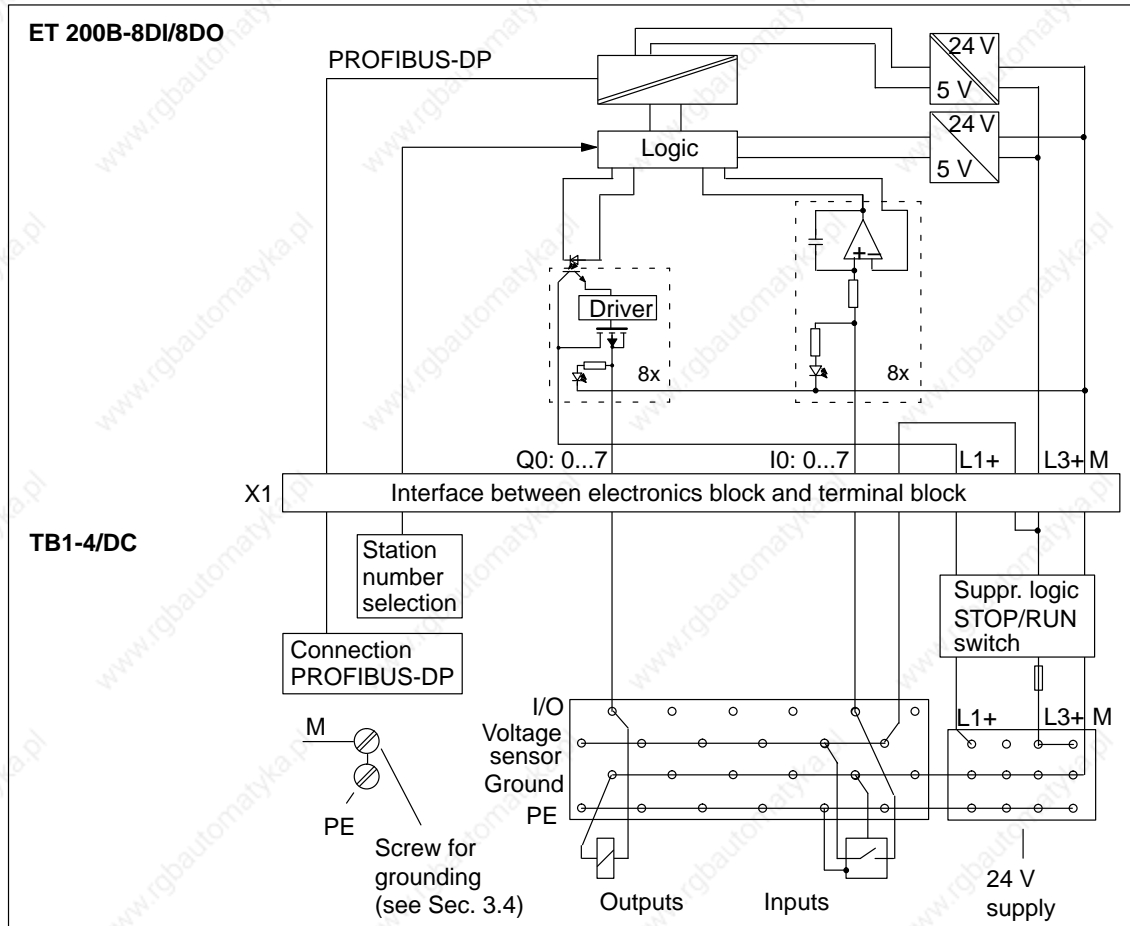 ET 200B-8DI/8DO
PROFIBUS-DP
24 V
5 V
Logic
24 V
5 V
+
−
Driver
8x
8x
Q0: 0...7
I0: 0...7
L1+
L3+
M
X1
Interface between electronics block and terminal block
TB1-4/DC
Station
number
selection
Suppr. logic
STOP/RUN
switch
Connection
PROFIBUS-DP
I/O
Voltage
sensor
Ground
PE
L1+
L3+
M
M
PE
Screw for
grounding
(see Sec. 3.4)
Outputs
Inputs
24 V
supply
www.rgbautomatyka.pl